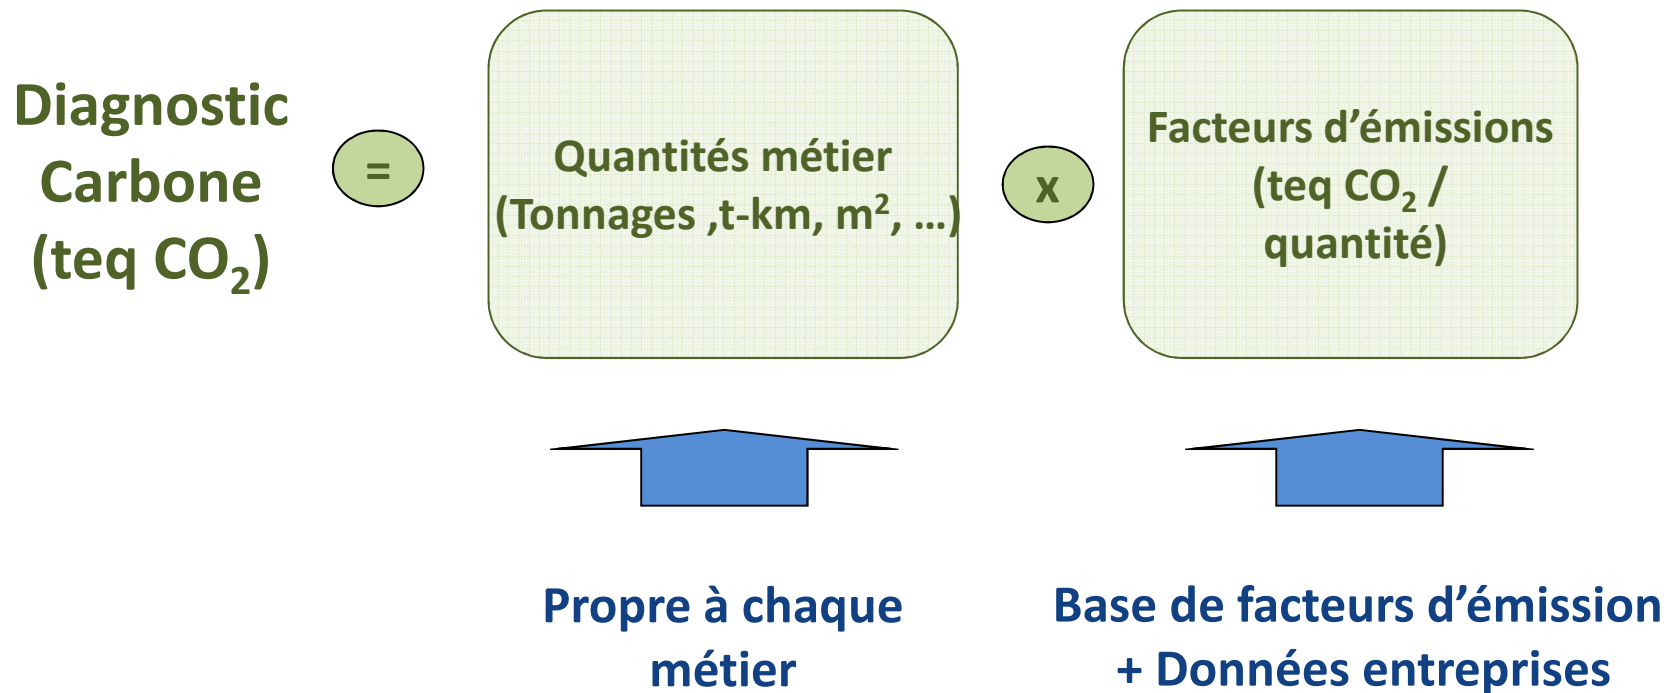 Diagnostic
Carbone
(teq CO₂)
=
Quantités métier
(Tonnages ,t-km, m², ...)
x
Facteurs d’émissions
(teq CO₂ /
quantité)
Propre à chaque
métier
Base de facteurs d’émission
+ Données entreprises